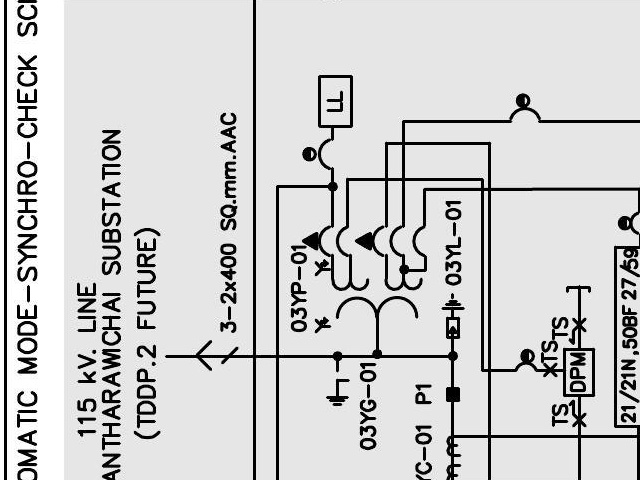 OMATIC MODE-SYNCHRO-CHECK
115 kV. LINE
ANTHARAWICHAI SUBSTATION
(TDDP.2 FUTURE)
3-2x400 SQ.mm.AAC
LL
03YP-01
03YL-01
03YG-01
YC-01
P1
TS
TS
TS
DPM
21/21N,50BF 27/59